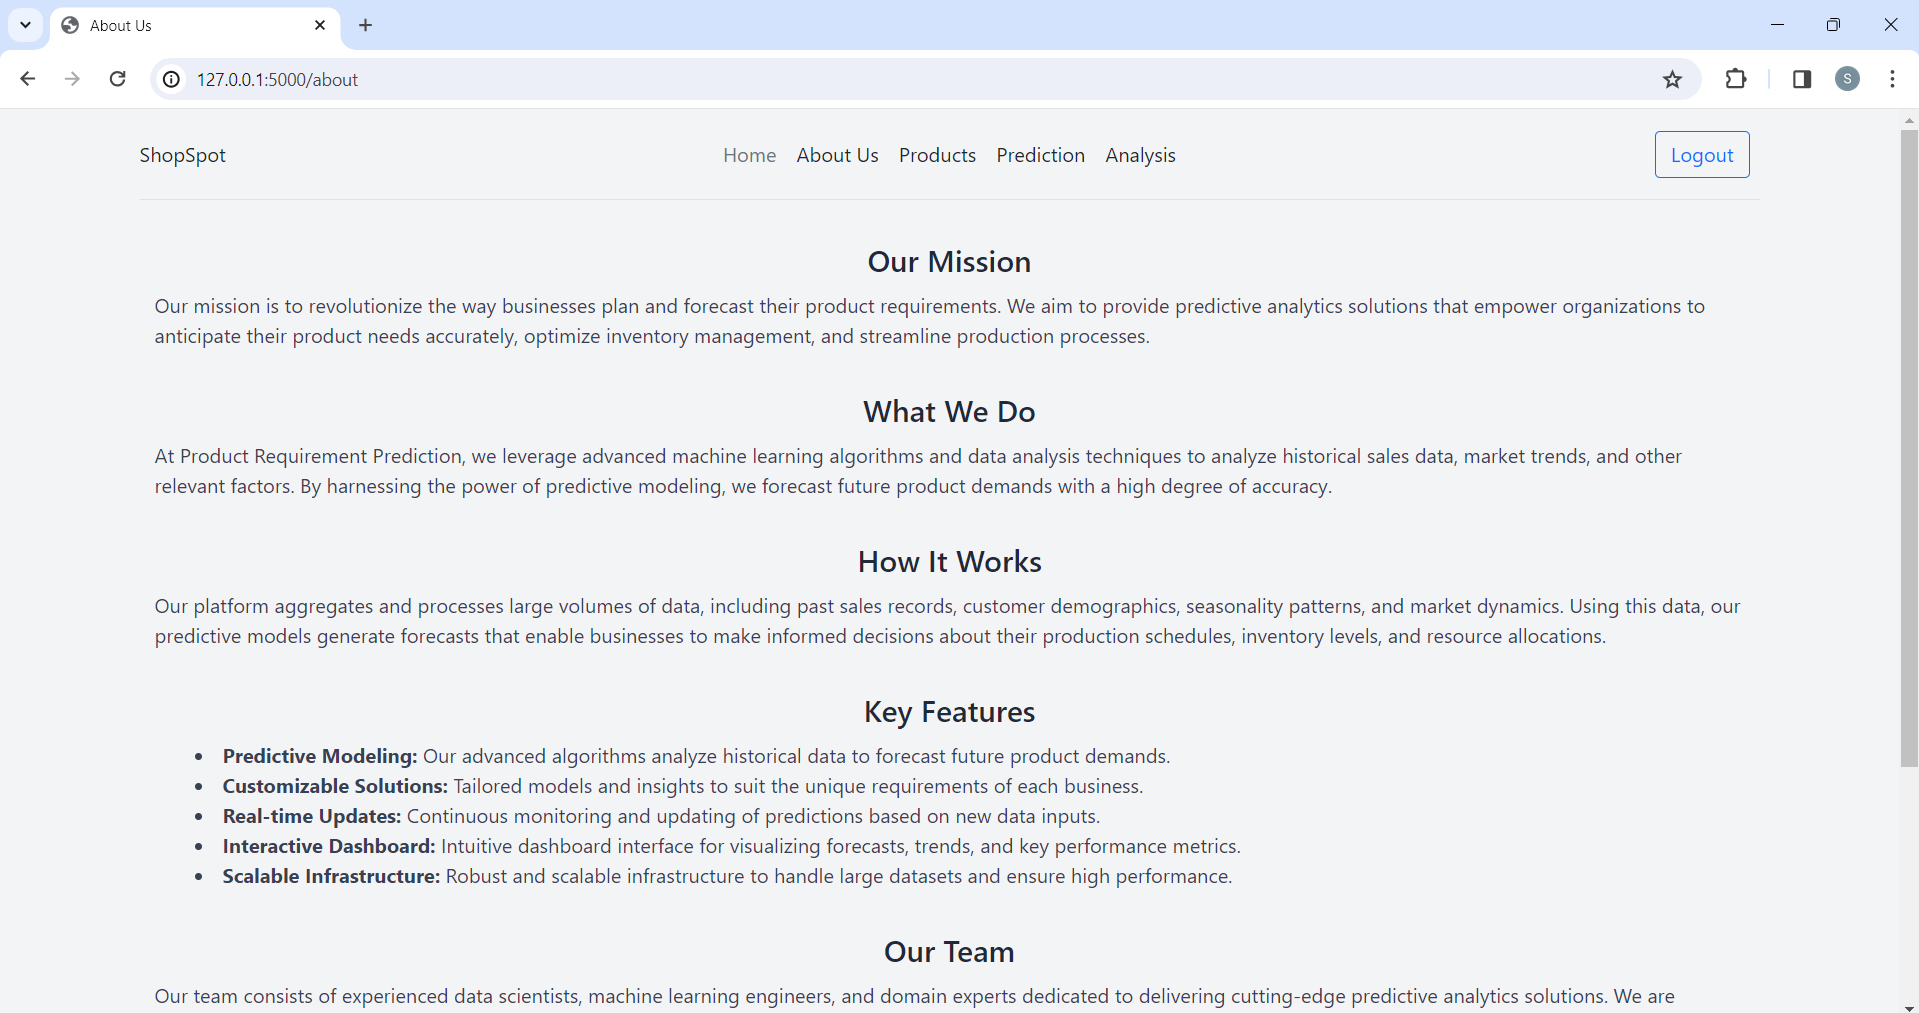 About Us
127.0.0.1:5000/about
S
ShopSpot
Home About Us Products Prediction Analysis
Logout
Our Mission
Our mission is to revolutionize the way businesses plan and forecast their product requirements. We aim to provide predictive analytics solutions that empower organizations to
anticipate their product needs accurately, optimize inventory management, and streamline production processes.
What We Do
At Product Requirement Prediction, we leverage advanced machine learning algorithms and data analysis techniques to analyze historical sales data, market trends, and other
relevant factors. By harnessing the power of predictive modeling, we forecast future product demands with a high degree of accuracy.
How It Works
Our platform aggregates and processes large volumes of data, including past sales records, customer demographics, seasonality patterns, and market dynamics. Using this data, our
predictive models generate forecasts that enable businesses to make informed decisions about their production schedules, inventory levels, and resource allocations.
Key Features
• Predictive Modeling: Our advanced algorithms analyze historical data to forecast future product demands.
• Customizable Solutions: Tailored models and insights to suit the unique requirements of each business.
• Real-time Updates: Continuous monitoring and updating of predictions based on new data inputs.
• Interactive Dashboard: Intuitive dashboard interface for visualizing forecasts, trends, and key performance metrics.
• Scalable Infrastructure: Robust and scalable infrastructure to handle large datasets and ensure high performance.
Our Team
Our team consists of experienced data scientists, machine learning engineers, and domain experts dedicated to delivering cutting-edge predictive analytics solutions. We are